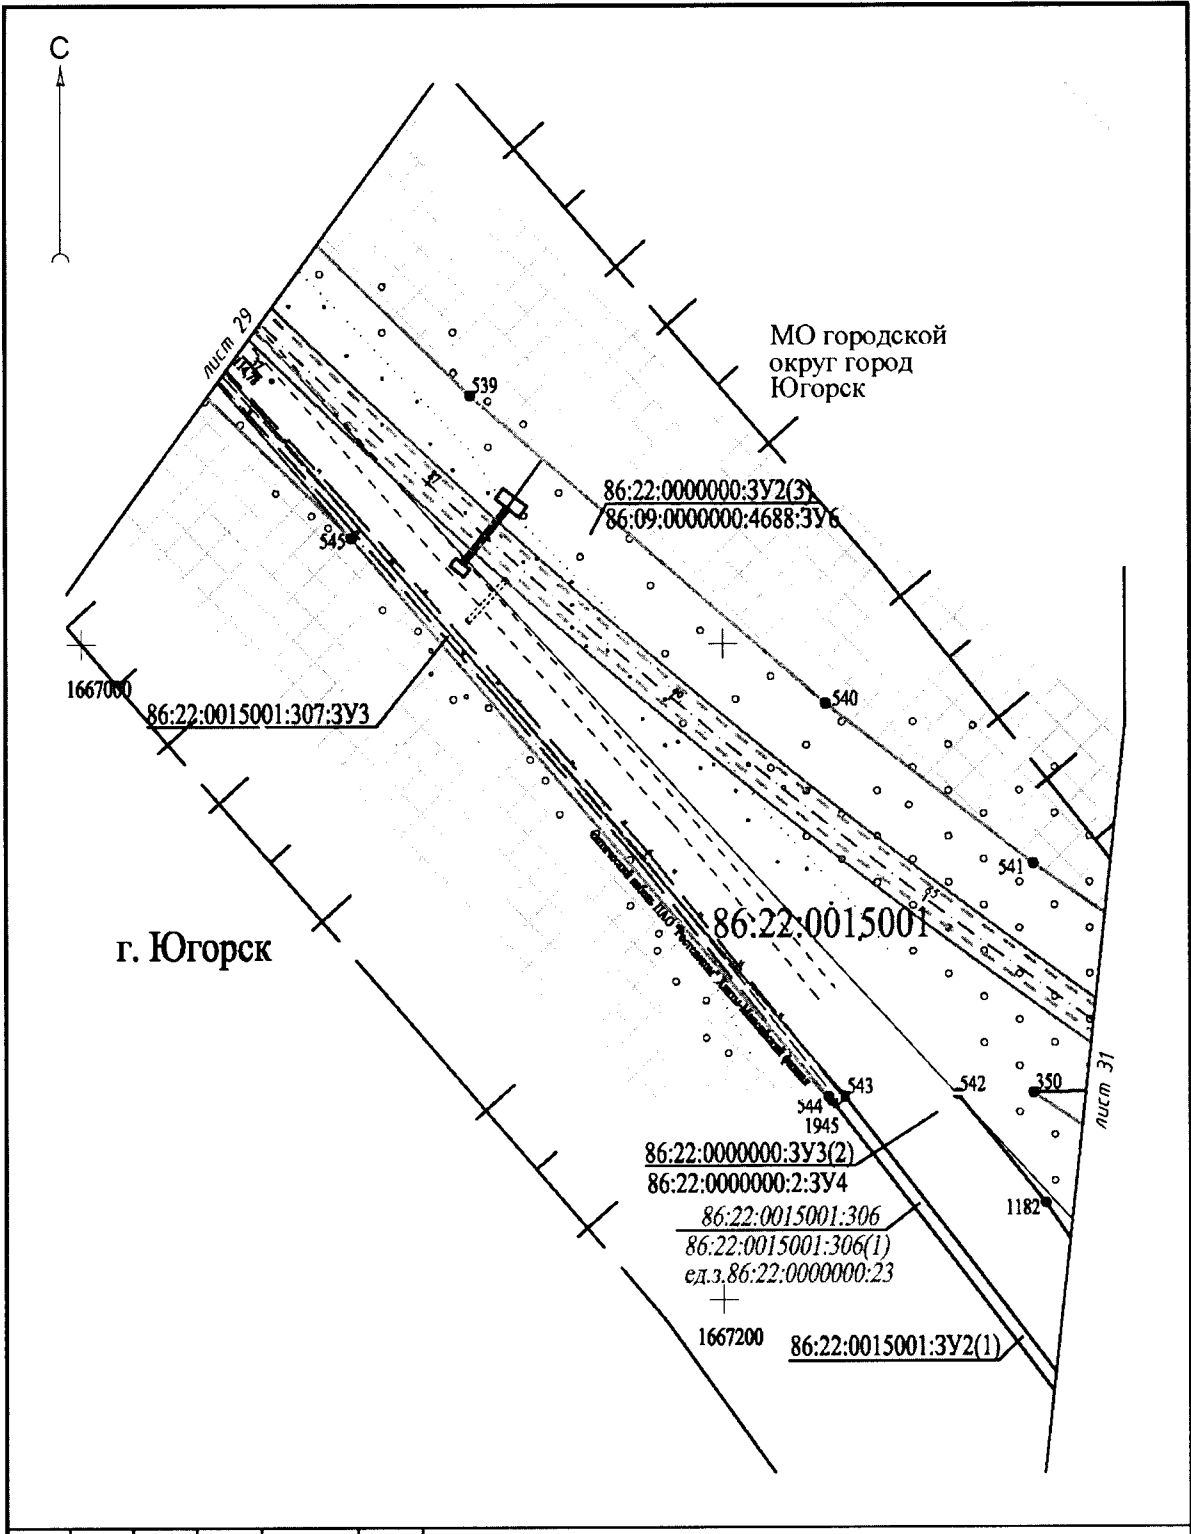 С
лист 29
МО городской
округ город
Югорск
539
86:22:0000000:ЗУ2(3)
86:09:0000000:4688:ЗУ6
545
1667000
86:22:0015001:307:ЗУ3
540
541
86:22:0015001
г. Югорск
543
542
350
544
1945
лист 31
86:22:0000000:ЗУ3(2)
86:22:0000000:2:ЗУ4
1182
86:22:0015001:306
86:22:0015001:306(1)
ед.з.86:22:0000000:23
1667200
86:22:0015001:ЗУ2(1)